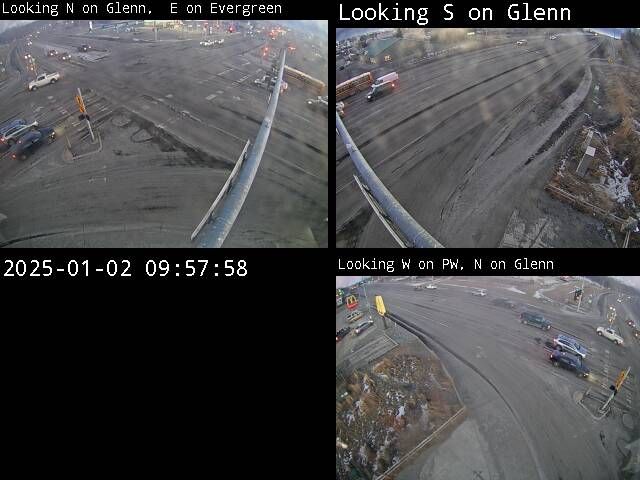 Looking N on Glenn,  E on Evergreen
Looking S on Glenn
2025-01-02 09:57:58
Looking W on PW, N on Glenn